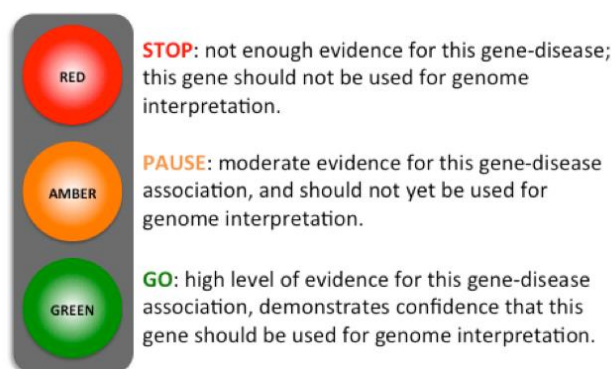 RED
STOP: not enough evidence for this gene-disease;
this gene should not be used for genome
interpretation.
AMBER
PAUSE: moderate evidence for this gene-disease
association, and should not yet be used for
genome interpretation.
GREEN
GO: high level of evidence for this gene-disease
association, demonstrates confidence that this
gene should be used for genome interpretation.